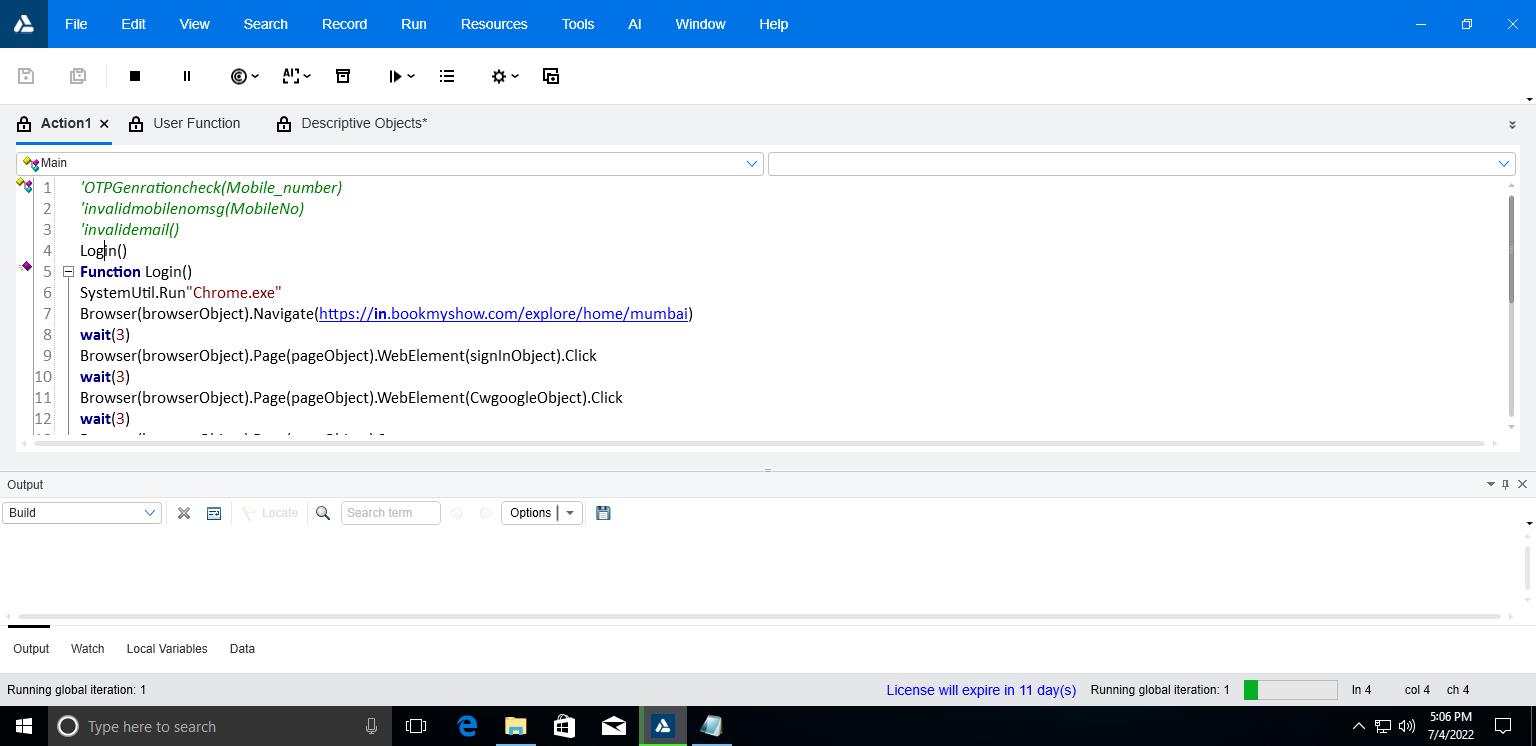 File Edit View Search Record Run Resources Tools AI Window Help
Action1 User Function Descriptive Objects*
Main
1 'OTPGenrationcheck(Mobile_number)
2 'invalidmobilenomsg(MobileNo)
3 'invalidemail()
4 Login()
5 Function Login()
6 SystemUtil.Run"Chrome.exe"
7 Browser(browserObject).Navigate(https://in.bookmyshow.com/explore/home/mumbai)
8 wait(3)
9 Browser(browserObject).Page(pageObject).WebElement(signInObject).Click
10 wait(3)
11 Browser(browserObject).Page(pageObject).WebElement(CwgoogleObject).Click
12 wait(3)
Output
Build Locate Search term Options
Output Watch Local Variables Data
Running global iteration: 1 License will expire in 11 day(s) Running global iteration: 1 ln 4 col 4 ch 4
Type here to search 5:06 PM
7/4/2022